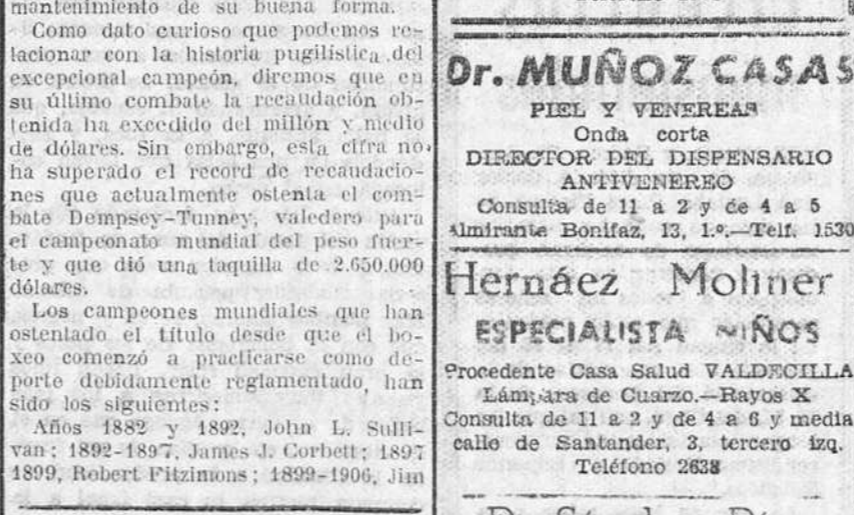 mantenimiento de su buena forma.
Como dato curioso que podemos re-
lacionar con la historia pugilística del
excepcional campeón, diremos que en
su último combate la recaudación ob-
tenida ha excedido del millón y medio
de dólares. Sin embargo, esta cifra no
ha superado el record de recaudacio-
nes que actualmente ostenta el com-
bate Dempsey-Tunney, valedero para
el campeonato mundial del peso fuer-
te y que dió una taquilla de 2.650.000
dólares.
Los campeones mundiales que han
ostentado el título desde que el bo-
xeo comenzó a practicarse como de-
porte debidamente reglamentado, han
sido los siguientes:
Años 1882 y 1892, John L. Sulli-
van; 1892-1897, James J. Corbett; 1897
1899, Robert Fitzimons; 1899-1906, Jim
Dr. MUÑOZ CASAS
PIEL Y VENEREAS
Onda corta
DIRECTOR DEL DISPENSARIO
ANTIVENEREO
Consulta de 11 a 2 y de 4 a 5
Almirante Bonifaz, 13, 1.º.—Telf. 1530
Hernáez Moliner
ESPECIALISTA NIÑOS
Procedente Casa Salud VALDECILLA
Lámpara de Cuarzo.—Rayos X
Consulta de 11 a 2 y de 4 a 6 y media
calle de Santander, 3, tercero izq.
Teléfono 2638